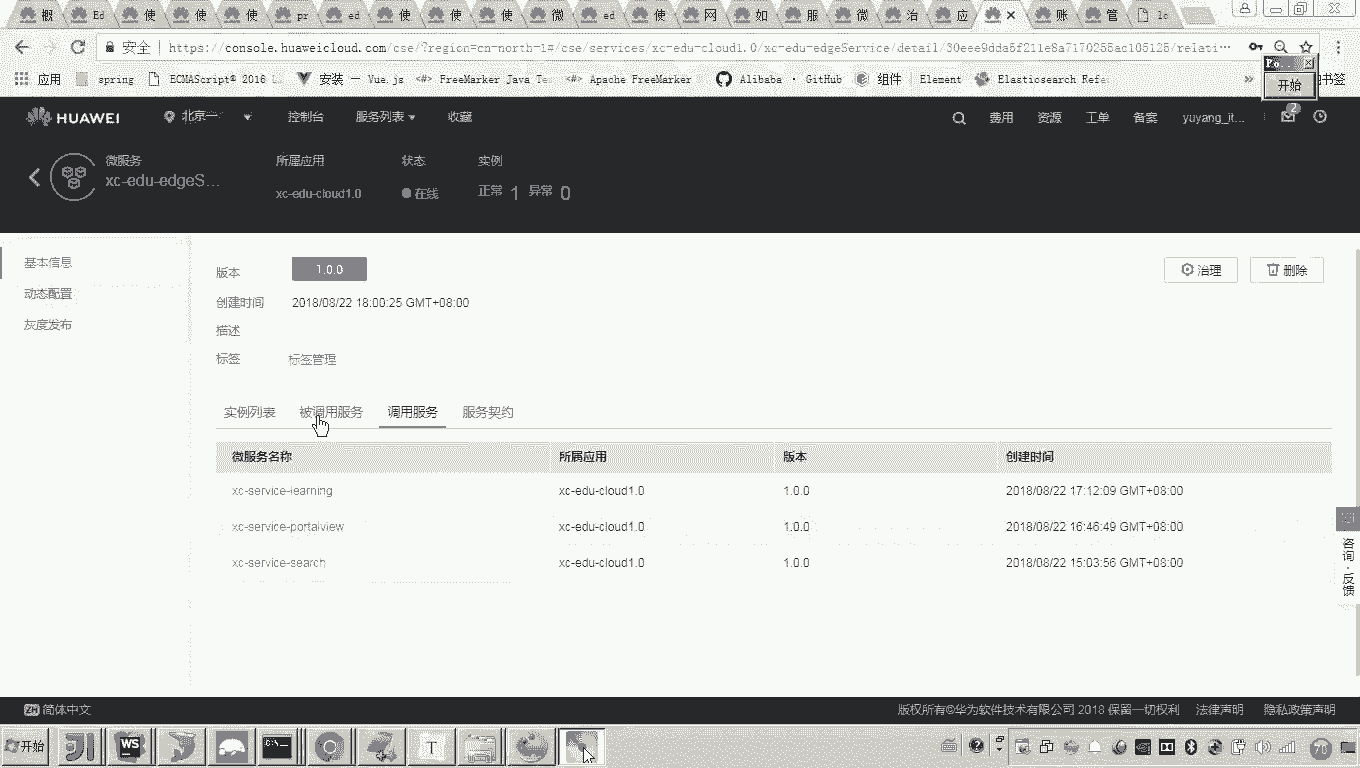 概 Ed 使 使 使 pr ed 使 使 使 微 ed 使 网 如 服 微 治 应 账 管 lc
安全 https://console.huaweicloud.com/cse/?region=cn-north-1#/cse/services/xc-edu-cloud1.0/xc-edu-edgeService/detail/30eee9dda5f211e8a7170255ac105125/relati…
应用 spring ECMAScript® 2016 L 安装 — Vue.js FreeMarker Java Te FreeMarker Apache FreeMarker Alibaba · GitHub 组件 Element Elasticsearch Refe 书签
Po...
开始
HUAWEI 北京一 控制台 服务列表 收藏 费用 资源 工单 备案 yuyang_it... 2
微服务 所属应用 状态 实例
xc-edu-edgeS... xc-edu-cloud1.0 在线 正常 1 异常 0
基本信息
动态配置
灰度发布
版本 1.0.0 治理 删除
创建时间 2018/08/22 18:00:25 GMT+08:00
描述
标签 标签管理
实例列表 被调用服务 调用服务 服务契约
微服务名称 所属应用 版本 创建时间
xc-service-learning xc-edu-cloud1.0 1.0.0 2018/08/22 17:12:09 GMT+08:00
xc-service-portalview xc-edu-cloud1.0 1.0.0 2018/08/22 16:46:49 GMT+08:00
xc-service-search xc-edu-cloud1.0 1.0.0 2018/08/22 15:03:56 GMT+08:00
咨询·反馈
简体中文 版权所有©华为软件技术有限公司 2018 保留一切权利 法律声明 隐私政策声明
开始 WS T 70